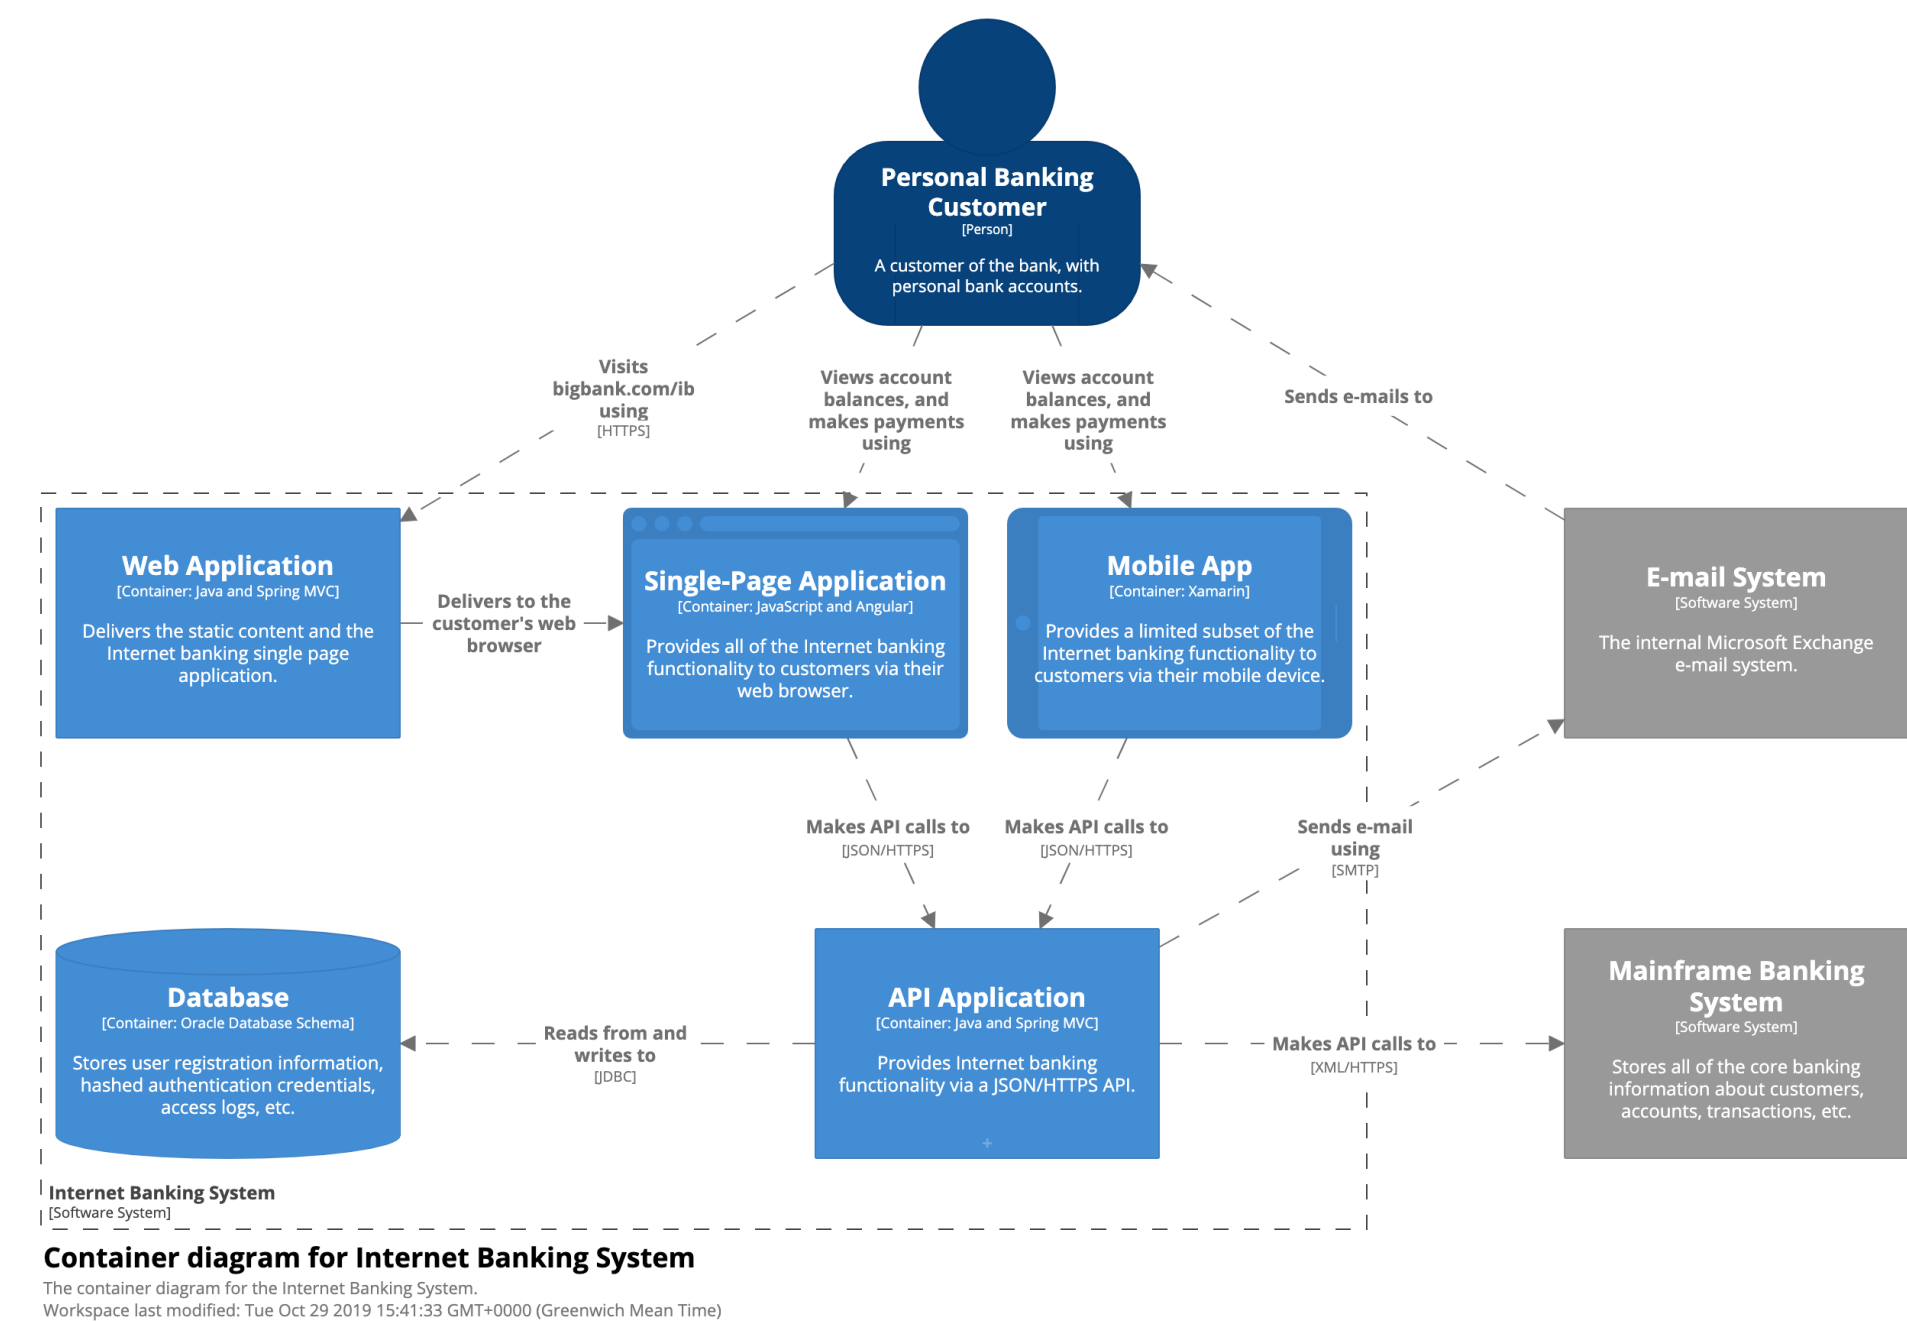 Personal Banking
Customer
[Person]
A customer of the bank, with
personal bank accounts.
Visits
bigbank.com/ib
using
[HTTPS]
Views account
balances, and
makes payments
using
Views account
balances, and
makes payments
using
Sends e-mails to
Web Application
[Container: Java and Spring MVC]
Delivers the static content and the
Internet banking single page
application.
Delivers to the
customer's web
browser
Single-Page Application
[Container: JavaScript and Angular]
Provides all of the Internet banking
functionality to customers via their
web browser.
Mobile App
[Container: Xamarin]
Provides a limited subset of the
Internet banking functionality to
customers via their mobile device.
E-mail System
[Software System]
The internal Microsoft Exchange
e-mail system.
Makes API calls to
[JSON/HTTPS]
Makes API calls to
[JSON/HTTPS]
Sends e-mail
using
[SMTP]
Database
[Container: Oracle Database Schema]
Stores user registration information,
hashed authentication credentials,
access logs, etc.
Reads from and
writes to
[JDBC]
API Application
[Container: Java and Spring MVC]
Provides Internet banking
functionality via a JSON/HTTPS API.
+
Makes API calls to
[XML/HTTPS]
Mainframe Banking
System
[Software System]
Stores all of the core banking
information about customers,
accounts, transactions, etc.
Internet Banking System
[Software System]
Container diagram for Internet Banking System
The container diagram for the Internet Banking System.
Workspace last modified: Tue Oct 29 2019 15:41:33 GMT+0000 (Greenwich Mean Time)